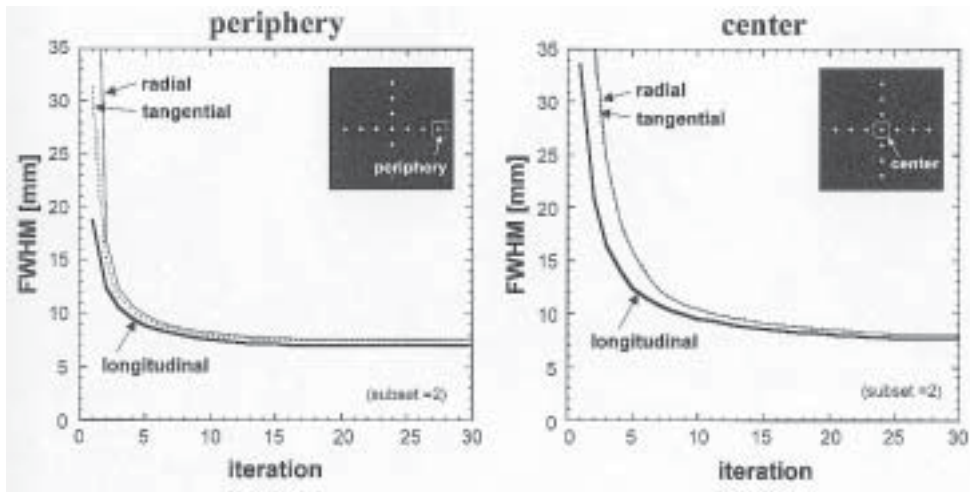 periphery
35
30
25
20
15
10
5
0
FWHM [mm]
radial
tangential
periphery
longitudinal
(subset =2)
0 5 10 15 20 25 30
iteration
center
35
30
25
20
15
10
5
0
FWHM [mm]
radial
tangential
center
longitudinal
(subset =2)
0 5 10 15 20 25 30
iteration